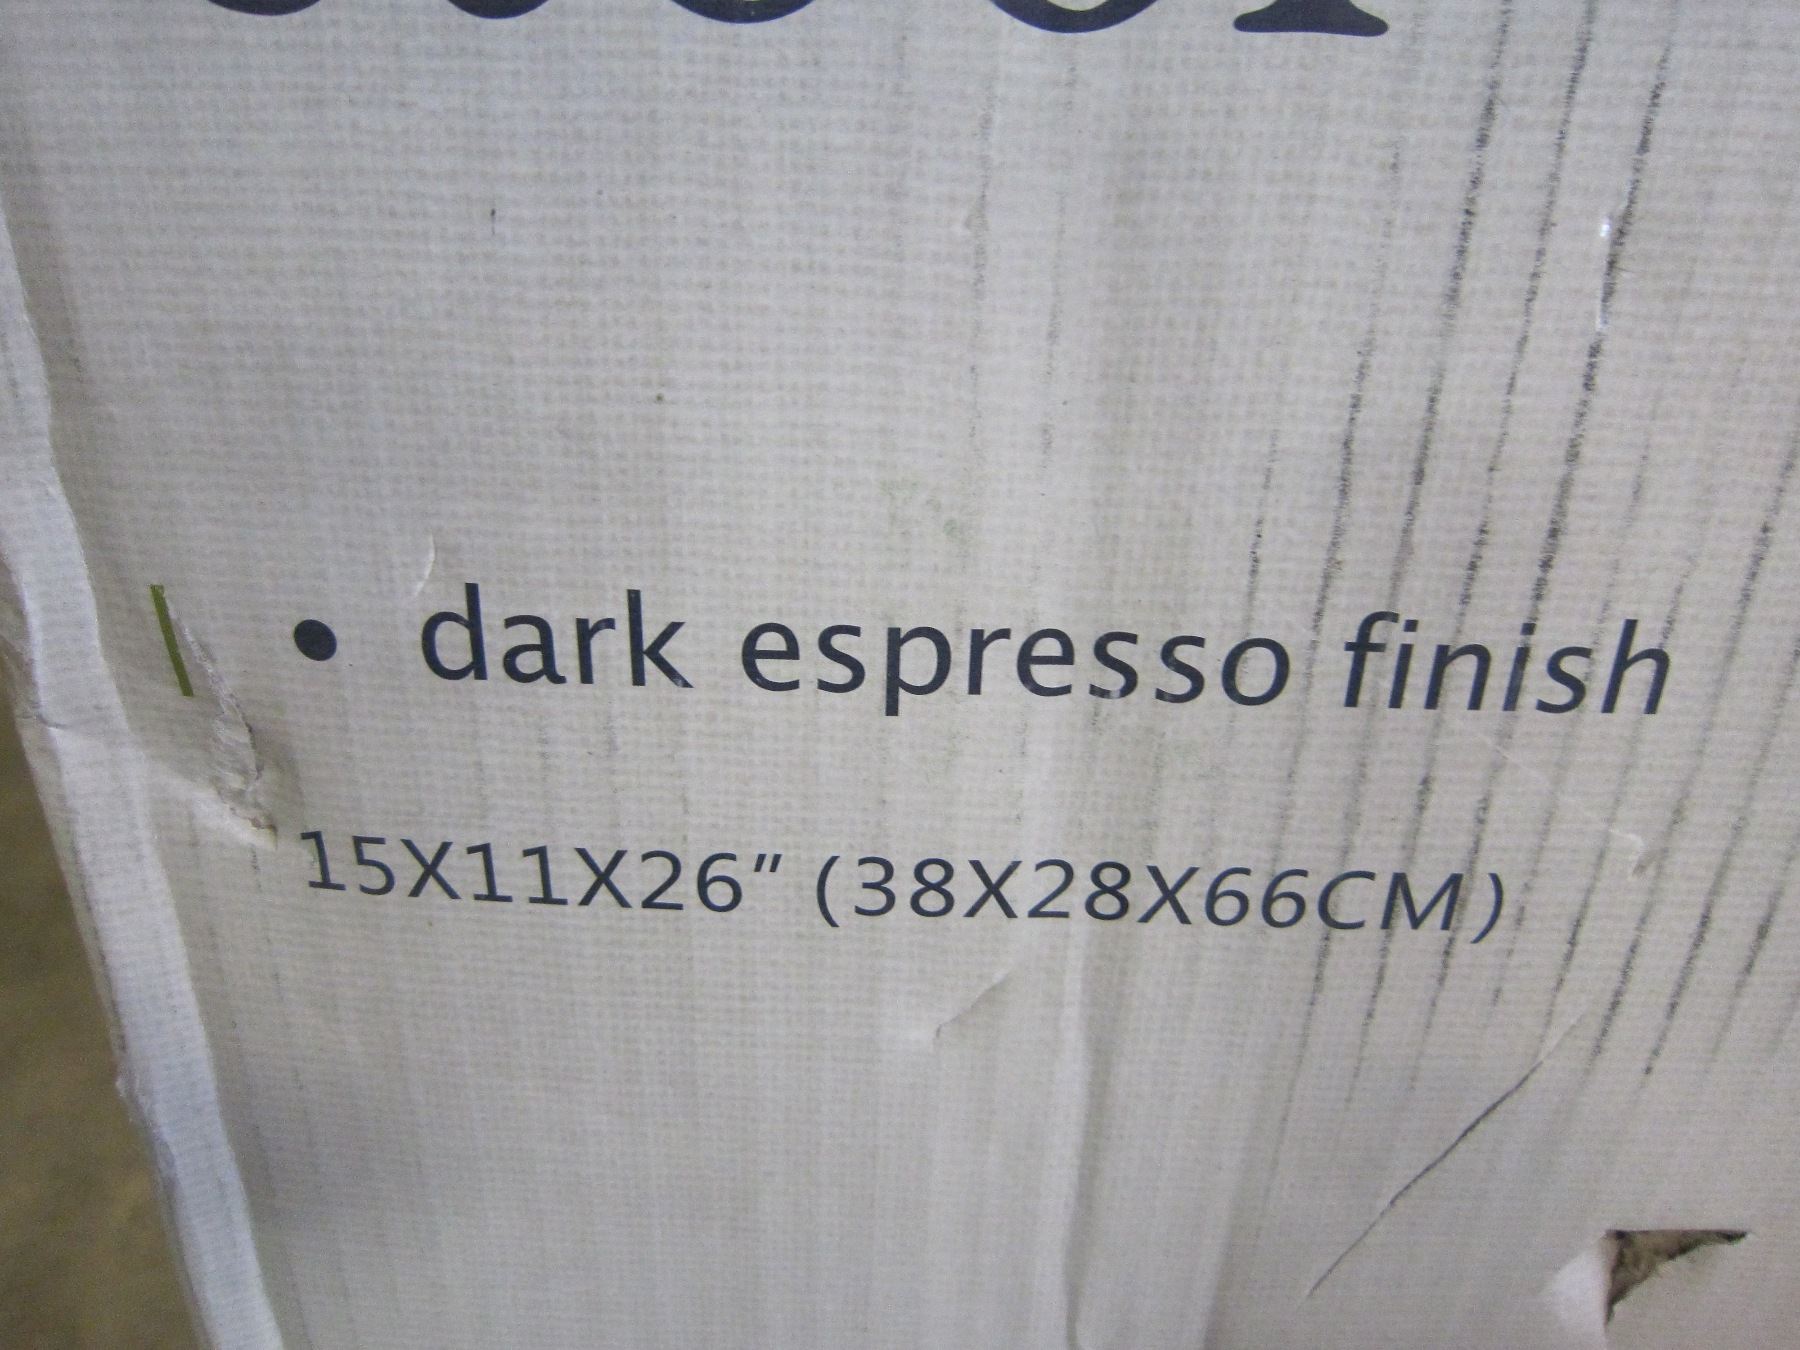 • dark espresso finish
15X11X26" (38X28X66CM)